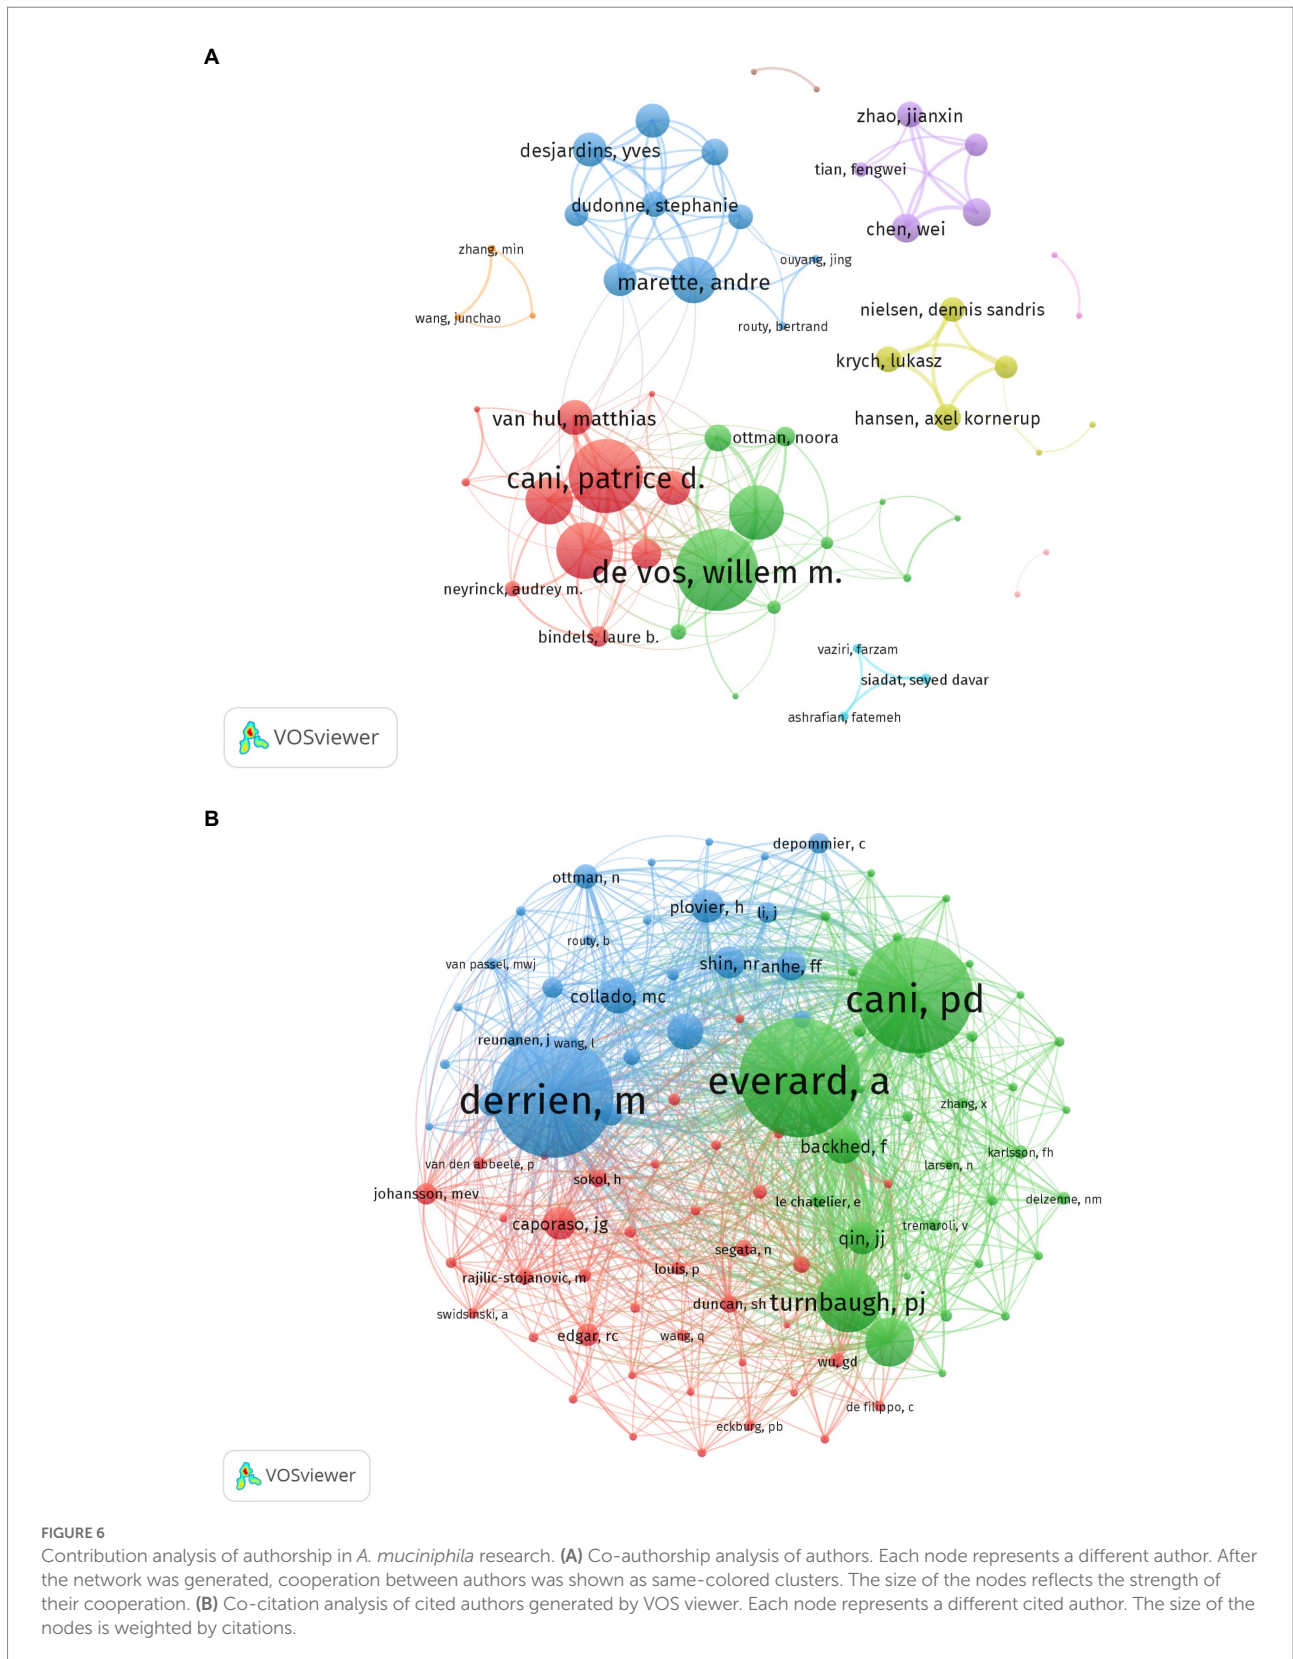 A
zhao, jianxin
desjardins, yves
tian, fengwei
dudonne, stephanie
chen, wei
zhang, min
ouyang, jing
marette, andre
nielsen, dennis sandris
wang, junchao
routy, bertrand
krych, lukasz
van hul, matthias
hansen, axel kornerup
ottman, noora
cani, patrice d.
de vos, willem m.
neyrinck, audrey m.
bindels, laure b.
vaziri, farzam
siadat, seyed davar
ashrafian, fatemeh
VOSviewer
B
depommier, c
ottman, n
plovier, h
li, j
routy, b
van passel, mwj
shin, nr
anhe, ff
collado, mc
cani, pd
reunanen, j
wang, l
everard, a
derrien, m
zhang, x
backhed, f
karlsson, fh
van den abbeele, p
larsen, n
sokol, h
johansson, mev
le chatelier, e
delzenne, nm
caporaso, jg
tremaroli, v
qin, jj
segata, n
louis, p
rajilic-stojanovic, m
duncan, sh
turnbaugh, pj
swidsinski, a
edgar, rc
wang, q
wu, gd
de filippo, c
eckburg, pb
VOSviewer
FIGURE 6
Contribution analysis of authorship in A. muciniphila research. (A) Co-authorship analysis of authors. Each node represents a different author. After
the network was generated, cooperation between authors was shown as same-colored clusters. The size of the nodes reflects the strength of
their cooperation. (B) Co-citation analysis of cited authors generated by VOS viewer. Each node represents a different cited author. The size of the
nodes is weighted by citations.